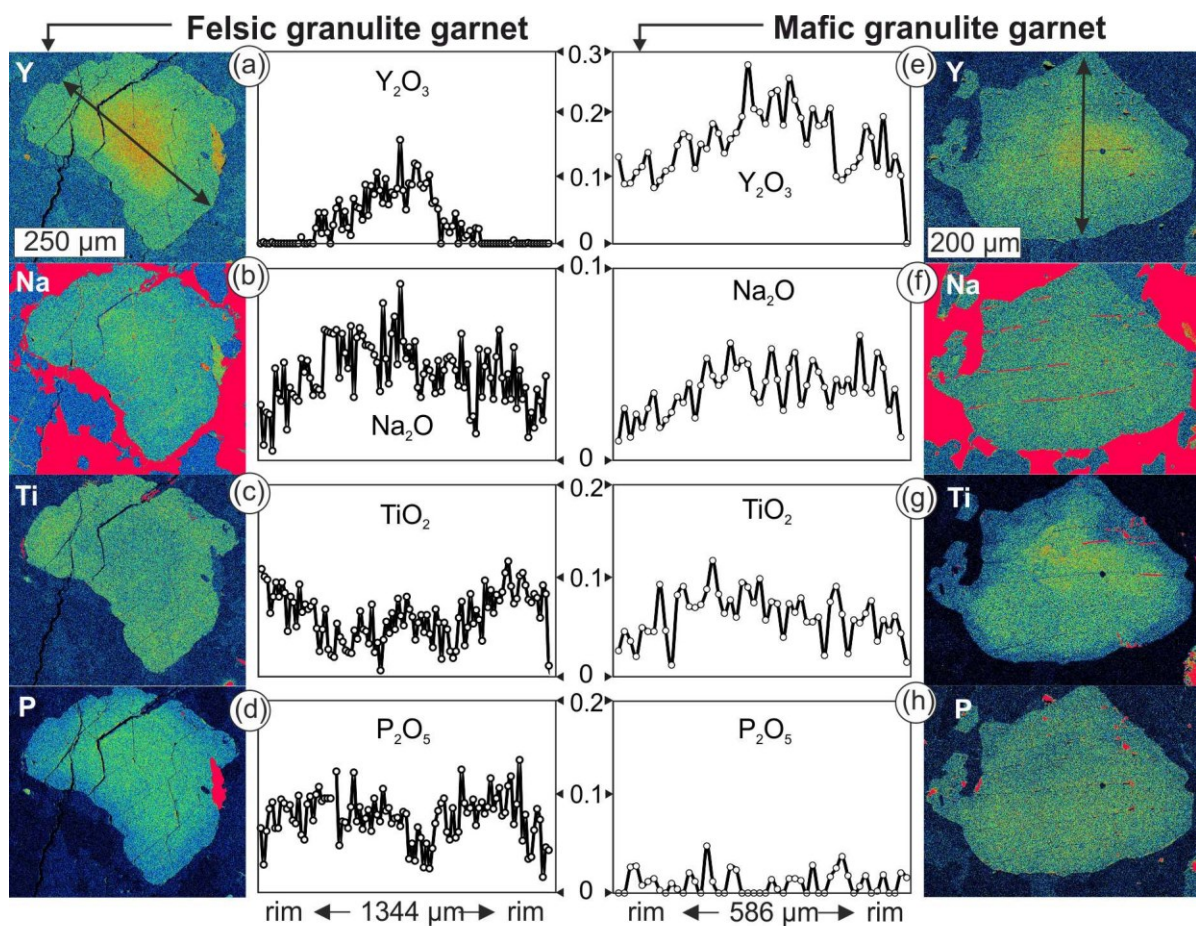 Felsic granulite garnet
Mafic granulite garnet
Y
(a)
Y₂O₃
250 µm
0.3
0.2
0.1
0
Y₂O₃
(e)
Y
200 µm
Na
(b)
Na₂O
0.1
0
Na₂O
(f)
Na
Ti
(c)
TiO₂
0.2
0.1
0
TiO₂
(g)
Ti
P
(d)
P₂O₅
0.2
0.1
0
P₂O₅
(h)
P
rim 1344 µm rim
rim 586 µm rim